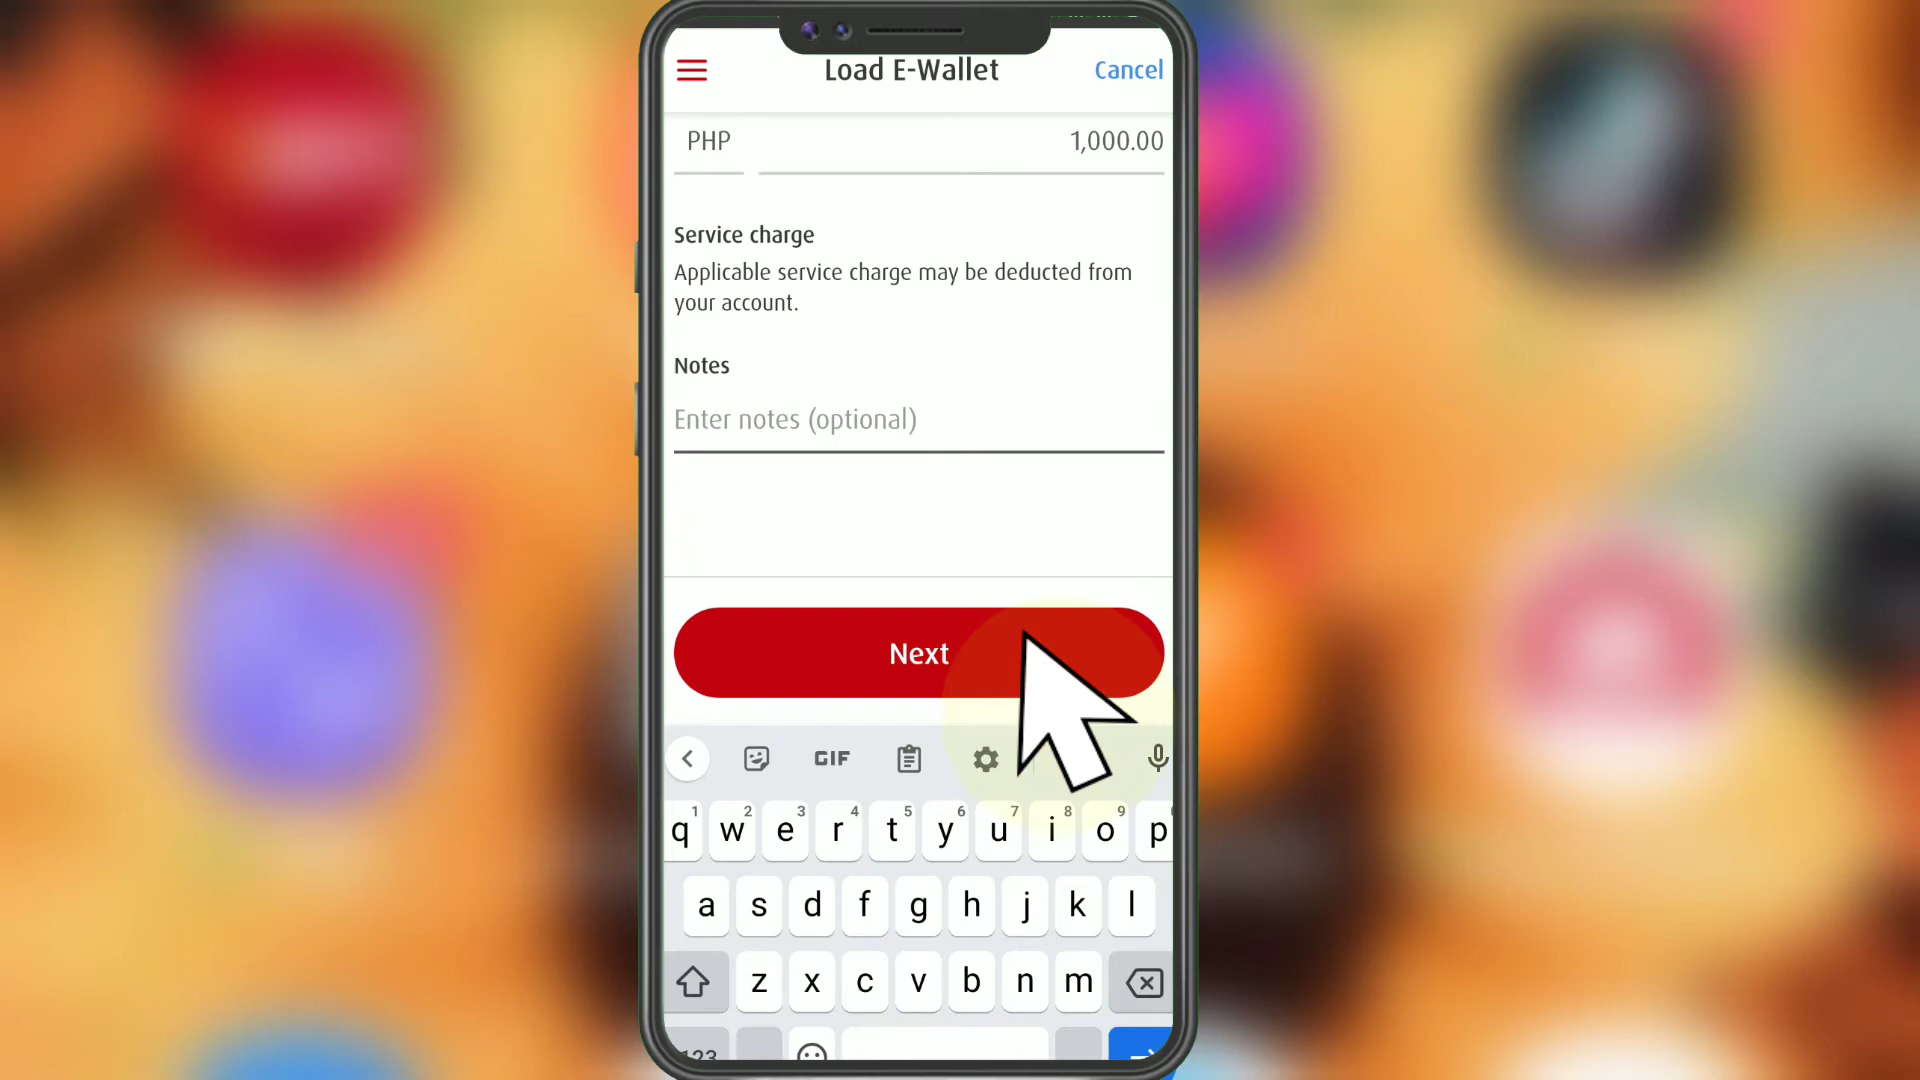 Load E-Wallet
Cancel
PHP
1,000.00
Service charge
Applicable service charge may be deducted from
your account.
Notes
Enter notes (optional)
Next
GIF
1 2 3 4 5 6 7 8 9
q w e r t y u i o p
a s d f g h j k l
z x c v b n m
123